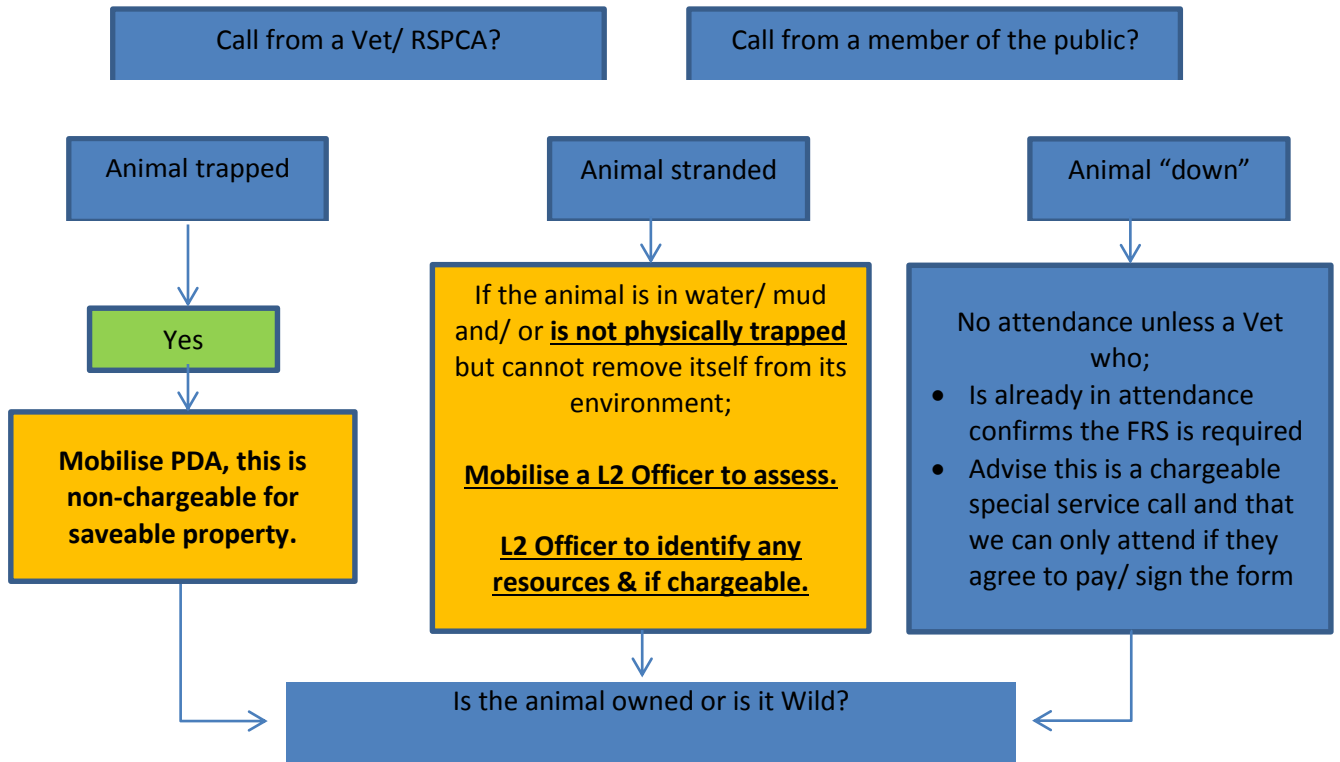 Call from a Vet/ RSPCA?
Call from a member of the public?
Animal trapped
Animal stranded
Animal “down”
Yes
Mobilise PDA, this is
non-chargeable for
saveable property.
If the animal is in water/ mud
and/ or is not physically trapped
but cannot remove itself from its
environment;
Mobilise a L2 Officer to assess.
L2 Officer to identify any
resources & if chargeable.
No attendance unless a Vet
who;
• Is already in attendance
confirms the FRS is required
• Advise this is a chargeable
special service call and that
we can only attend if they
agree to pay/ sign the form
Is the animal owned or is it Wild?